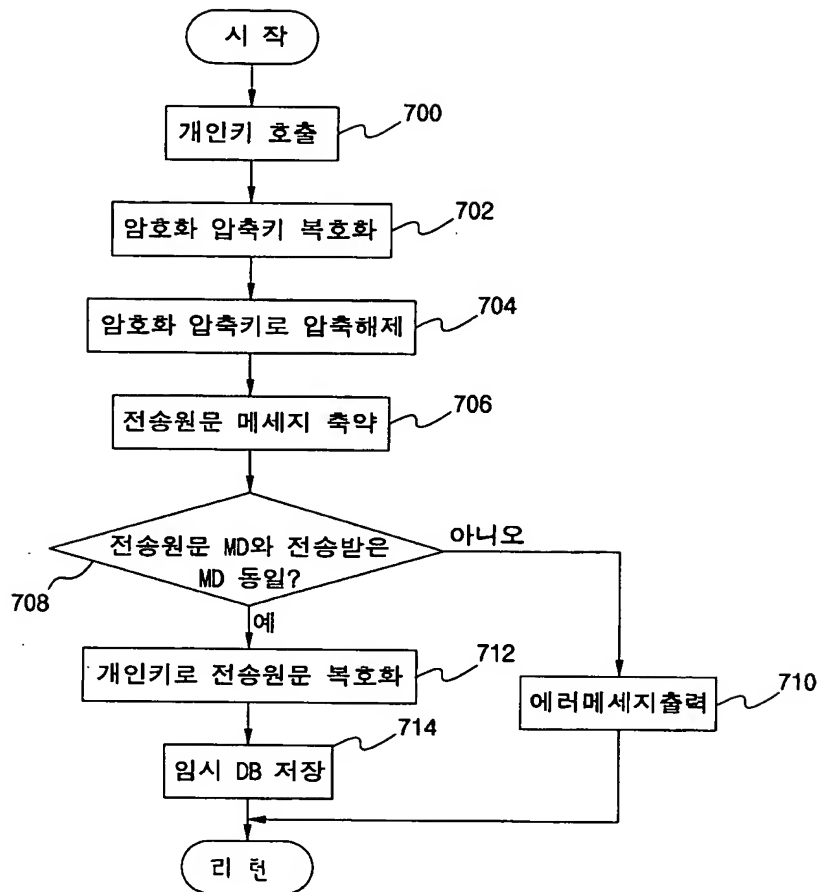 시 작
개인키 호출
700
암호화 압축키 복호화
702
암호화 압축키로 압축해제
704
전송원문 메세지 축약
706
전송원문 MD와 전송받은
MD 동일?
708
아니오
예
개인키로 전송원문 복호화
712
에러메세지출력
710
임시 DB 저장
714
리 턴